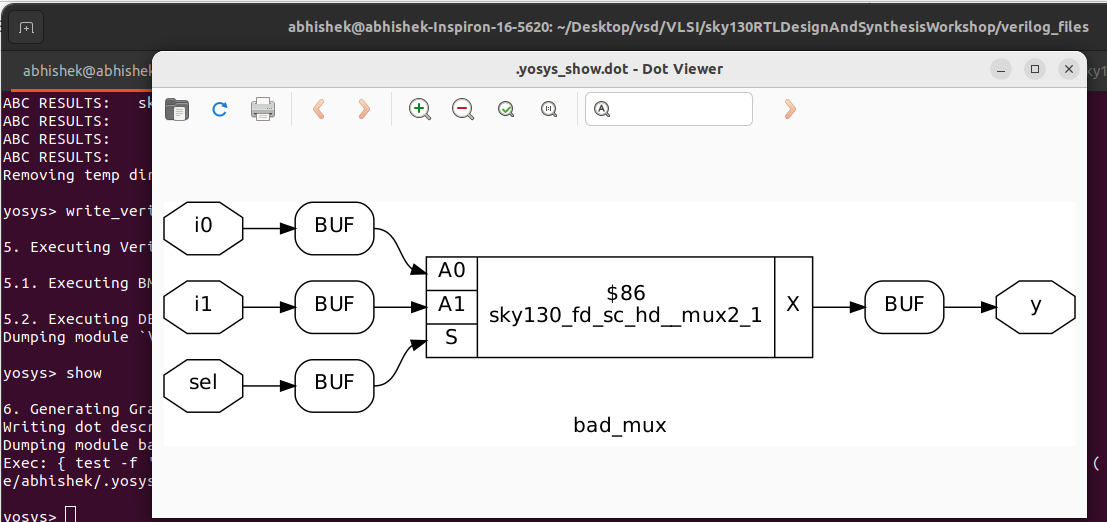 abhishek@abhishek-Inspiron-16-5620: ~/Desktop/vsd/VLSI/sky130RTLDesignAndSynthesisWorkshop/verilog_files
abhishek@abhishek
.yosys_show.dot - Dot Viewer
ABC RESULTS: sk
ABC RESULTS:
ABC RESULTS:
ABC RESULTS:
Removing temp dir
yosys> write_veri
5. Executing Veri
5.1. Executing BM
5.2. Executing DE
Dumping module `\
yosys> show
6. Generating Gra
Writing dot descr
Dumping module ba
Exec: { test -f '
(
e/abhishek/.yosys
yosys>
i0
BUF
i1
BUF
sel
BUF
A0
A1
S
$86
sky130_fd_sc_hd__mux2_1
X
BUF
y
bad_mux